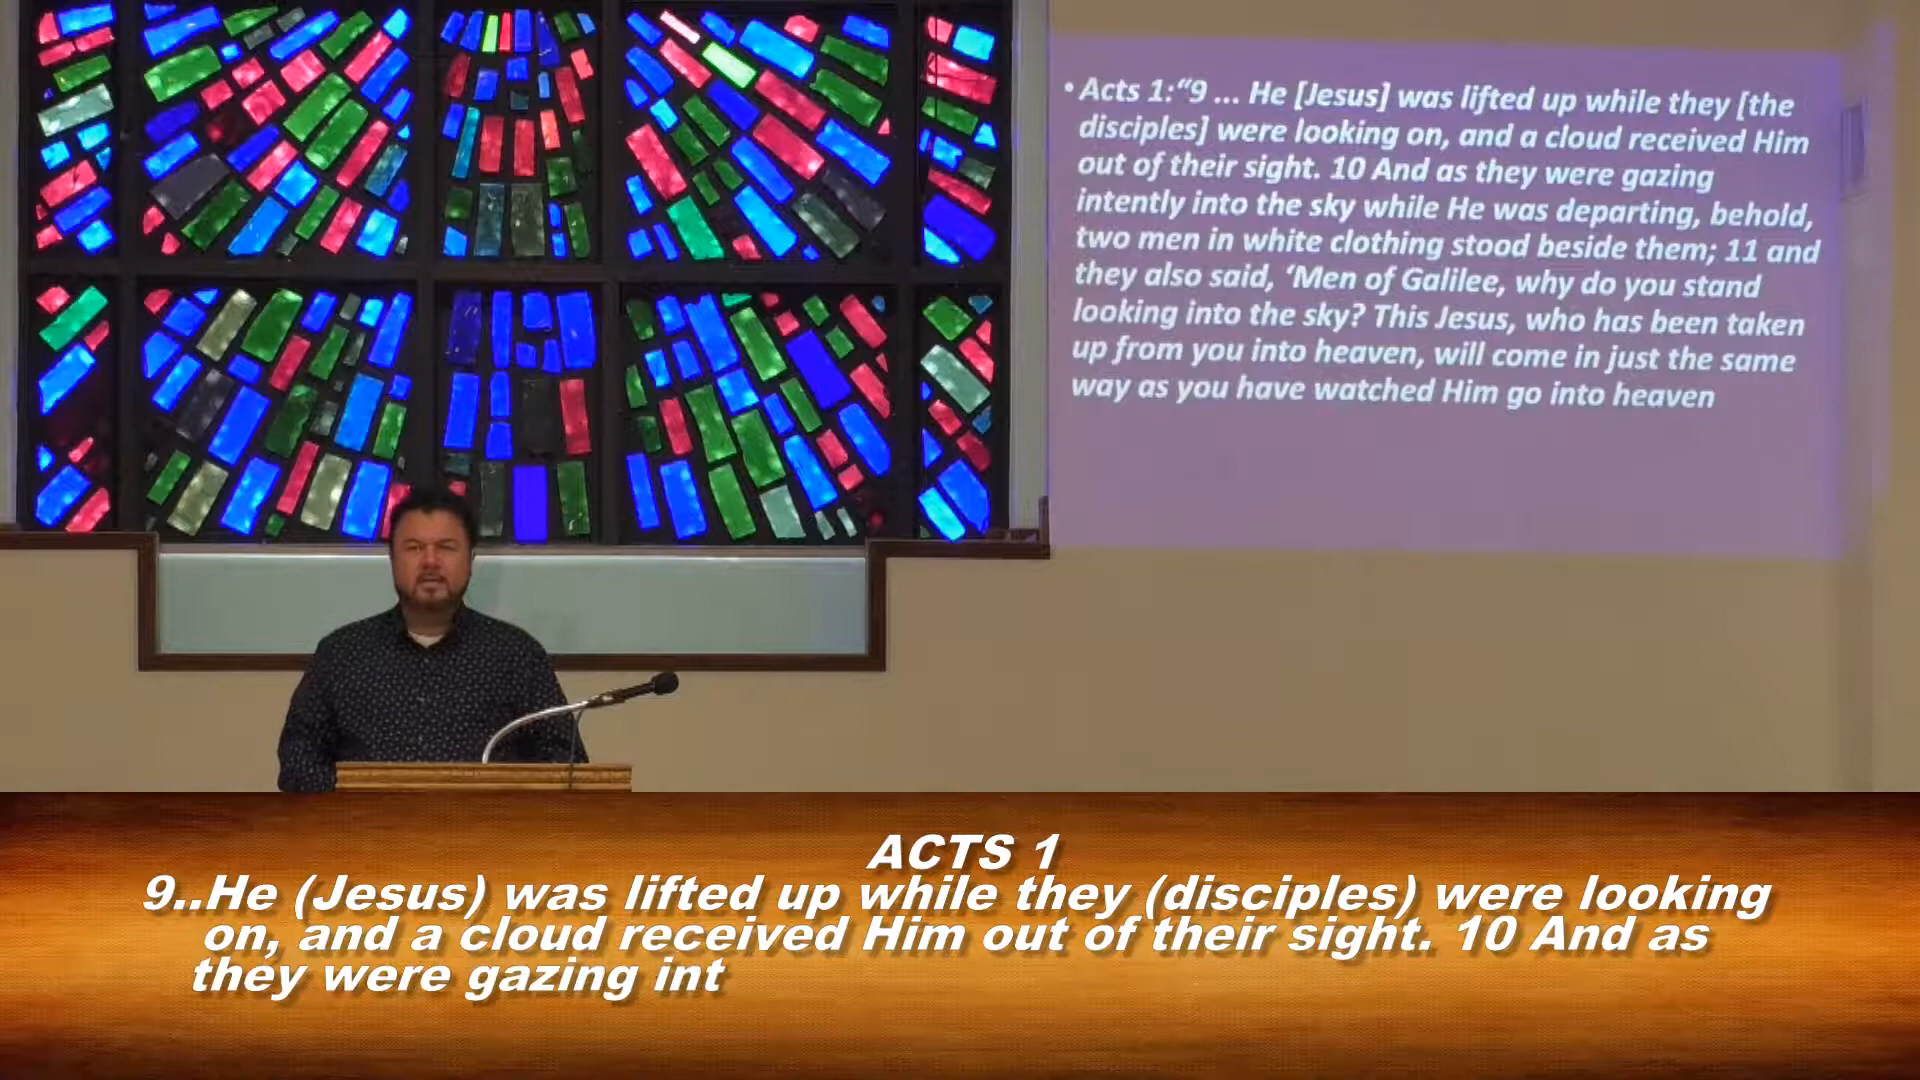 • Acts 1:“9 ... He [Jesus] was lifted up while they [the
disciples] were looking on, and a cloud received Him
out of their sight. 10 And as they were gazing
intently into the sky while He was departing, behold,
two men in white clothing stood beside them; 11 and
they also said, ‘Men of Galilee, why do you stand
looking into the sky? This Jesus, who has been taken
up from you into heaven, will come in just the same
way as you have watched Him go into heaven
ACTS 1
9..He (Jesus) was lifted up while they (disciples) were looking
on, and a cloud received Him out of their sight. 10 And as
they were gazing int